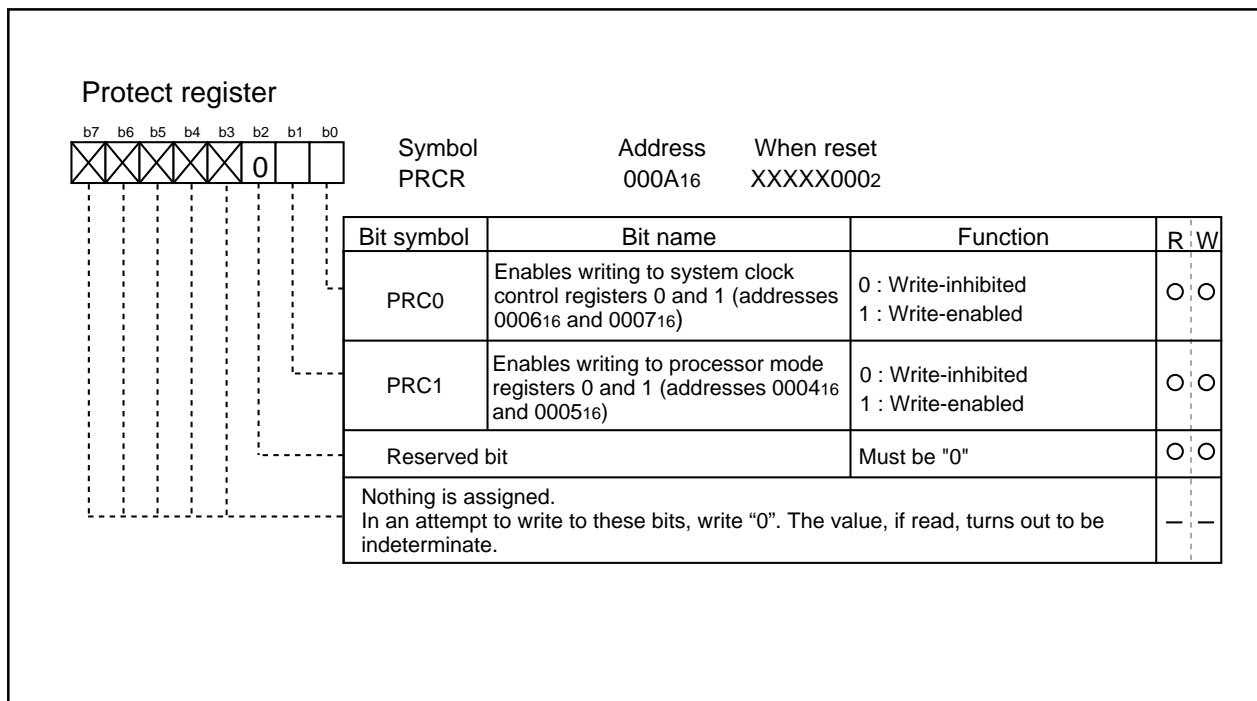 Protect register
b7 b6 b5 b4 b3 b2 b1 b0
0
Symbol Address When reset
PRCR 000A16 XXXXX0002
Bit symbol Bit name Function R W
PRC0
Enables writing to system clock
control registers 0 and 1 (addresses
000616 and 000716)
0 : Write-inhibited
1 : Write-enabled
PRC1
Enables writing to processor mode
registers 0 and 1 (addresses 000416
and 000516)
0 : Write-inhibited
1 : Write-enabled
Reserved bit Must be "0"
Nothing is assigned.
In an attempt to write to these bits, write “0”. The value, if read, turns out to be
indeterminate.